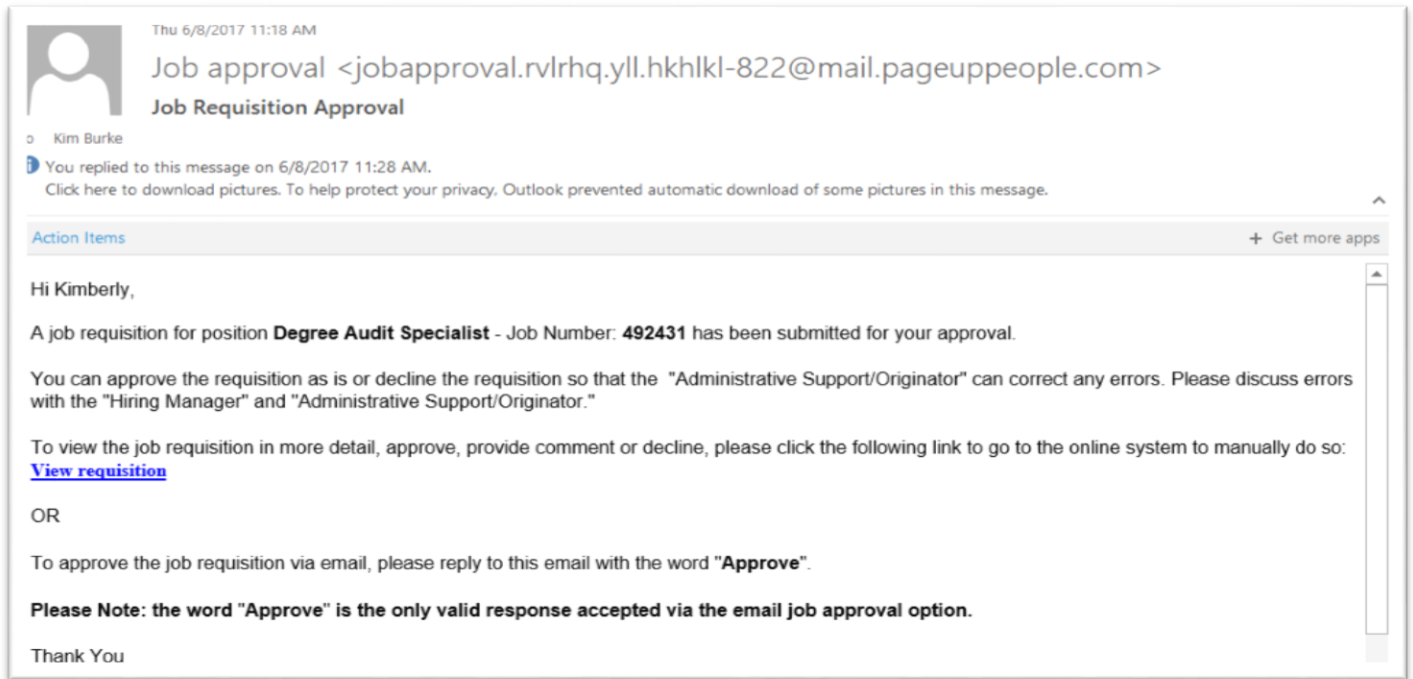 Thu 6/8/2017 11:18 AM
Job approval <jobapproval.rvlrhq.yll.hkhlkl-822@mail.pageuppeople.com>
Job Requisition Approval
o Kim Burke
You replied to this message on 6/8/2017 11:28 AM.
Click here to download pictures. To help protect your privacy, Outlook prevented automatic download of some pictures in this message.
Action Items
+ Get more apps
Hi Kimberly,
A job requisition for position Degree Audit Specialist - Job Number: 492431 has been submitted for your approval.
You can approve the requisition as is or decline the requisition so that the "Administrative Support/Originator" can correct any errors. Please discuss errors
with the "Hiring Manager" and "Administrative Support/Originator."
To view the job requisition in more detail, approve, provide comment or decline, please click the following link to go to the online system to manually do so:
View requisition
OR
To approve the job requisition via email, please reply to this email with the word "Approve".
Please Note: the word "Approve" is the only valid response accepted via the email job approval option.
Thank You